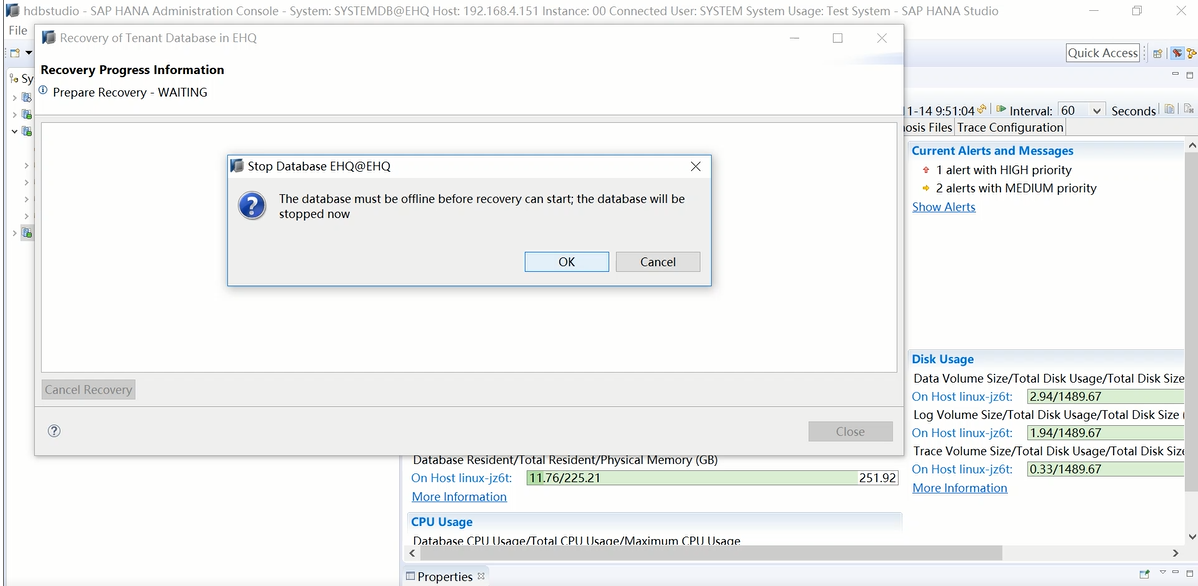 hdbstudio - SAP HANA Administration Console - System: SYSTEMDB@EHQ Host: 192.168.4.151 Instance: 00 Connected User: SYSTEM System Usage: Test System - SAP HANA Studio
File
Recovery of Tenant Database in EHQ
Quick Access
Recovery Progress Information
Sy
Prepare Recovery - WAITING
1-14 9:51:04
Interval:
60
Seconds
osis Files
Trace Configuration
Stop Database EHQ@EHQ
The database must be offline before recovery can start; the database will be
stopped now
OK
Cancel
Cancel Recovery
Close
Current Alerts and Messages
1 alert with HIGH priority
2 alerts with MEDIUM priority
Show Alerts
Disk Usage
Data Volume Size/Total Disk Usage/Total Disk Size
On Host linux-jz6t:
2.94/1489.67
Log Volume Size/Total Disk Usage/Total Disk Size (
On Host linux-jz6t:
1.94/1489.67
Trace Volume Size/Total Disk Usage/Total Disk Size
On Host linux-jz6t:
0.33/1489.67
More Information
Database Resident/Total Resident/Physical Memory (GB)
On Host linux-jz6t:
11.76/225.21
251.92
More Information
CPU Usage
Database CPU Usage/Total CPU Usage/Maximum CPU Usage
Properties